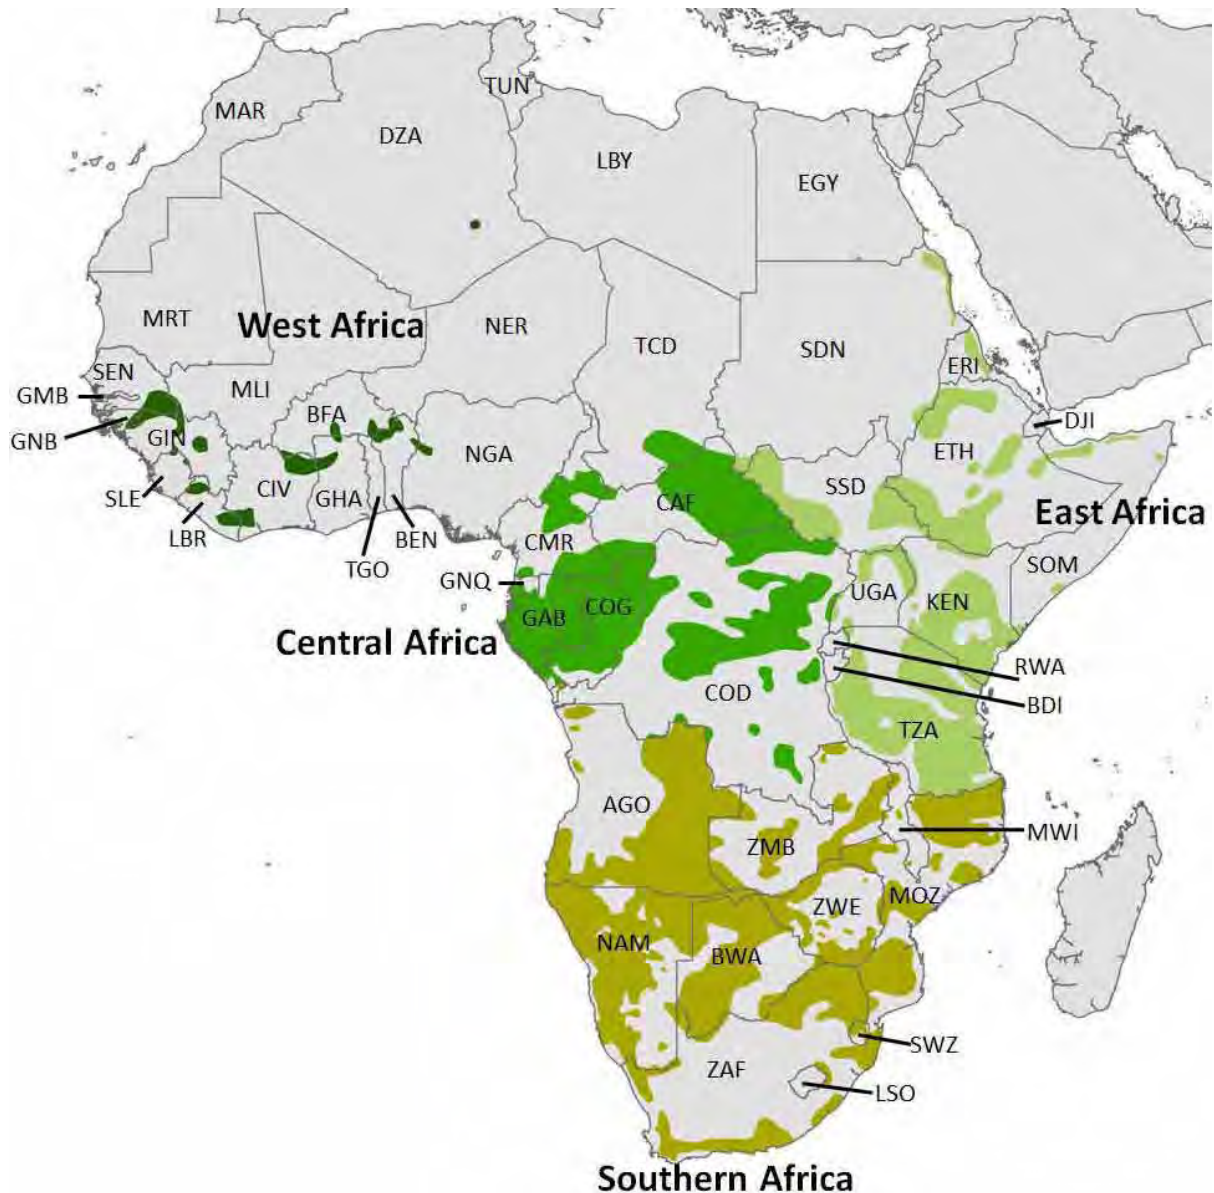 TUN
MAR
DZA
LBY
EGY
MRT
West Africa
NER
TCD
SDN
SEN
ERI
GMB
MLI
BFA
DJI
GNB
GIN
NGA
ETH
SLE
CIV
GHA
CAF
SSD
East Africa
LBR
TGO
BEN
CMR
SOM
GNQ
UGA
KEN
GAB
COG
Central Africa
RWA
COD
BDI
TZA
AGO
MWI
ZMB
ZWE
MOZ
NAM
BWA
SWZ
ZAF
LSO
Southern Africa